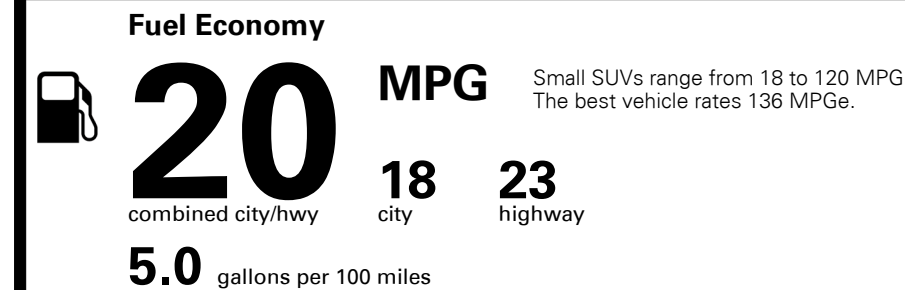 Fuel Economy
20 MPG
Small SUVs range from 18 to 120 MPG
The best vehicle rates 136 MPGe.
18 23
combined city/hwy city highway
5.0 gallons per 100 miles